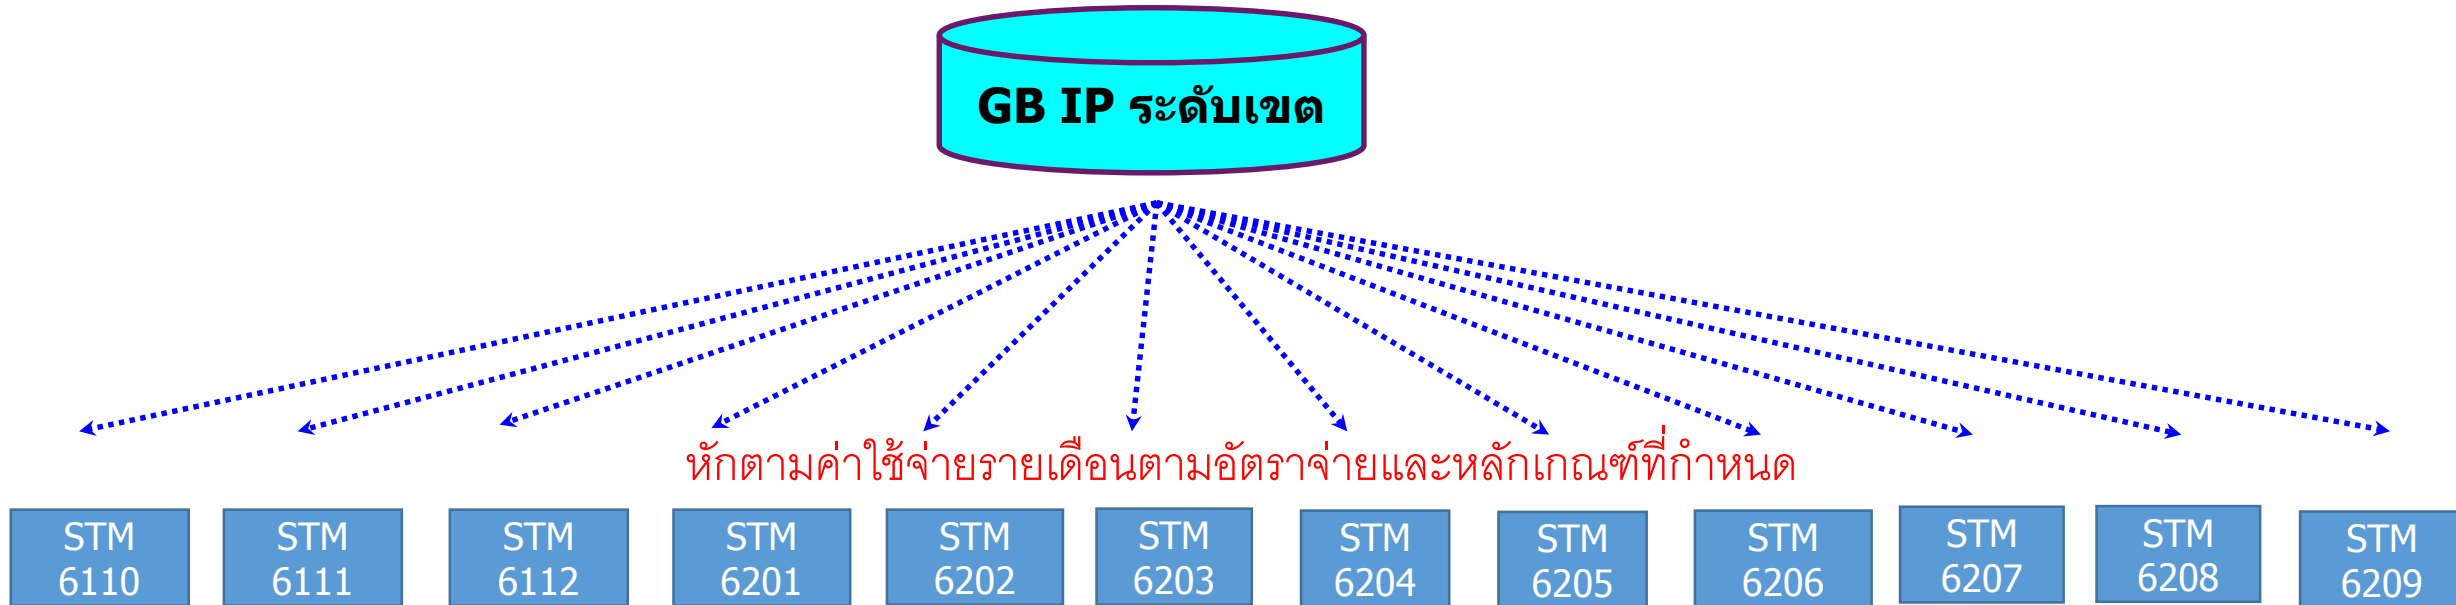 GB IP ระดับเขต
หักตามค่าใช้จ่ายรายเดือนตามอัตราจ่ายและหลักเกณฑ์ที่กำหนด
STM
6110
STM
6111
STM
6112
STM
6201
STM
6202
STM
6203
STM
6204
STM
6205
STM
6206
STM
6207
STM
6208
STM
6209